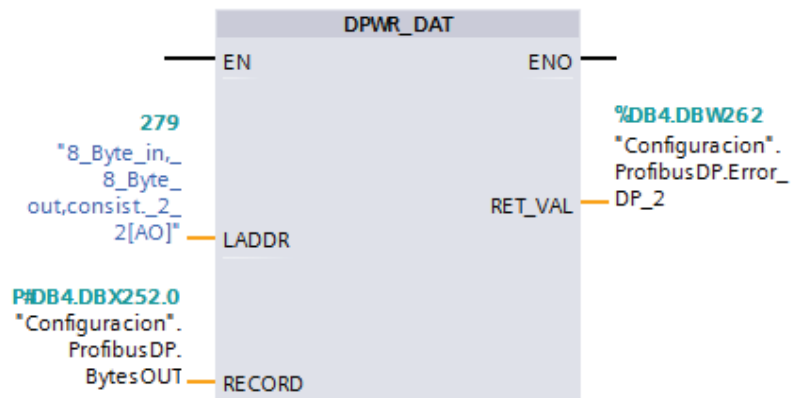 DPWR_DAT
EN
ENO
279
"8_Byte_in,_
8_Byte_
out,consist._2_
2[AO]"
LADDR
%DB4.DBW262
"Configuracion".
ProfibusDP.Error_
DP_2
RET_VAL
P#DB4.DBX252.0
"Configuracion".
ProfibusDP.
BytesOUT
RECORD